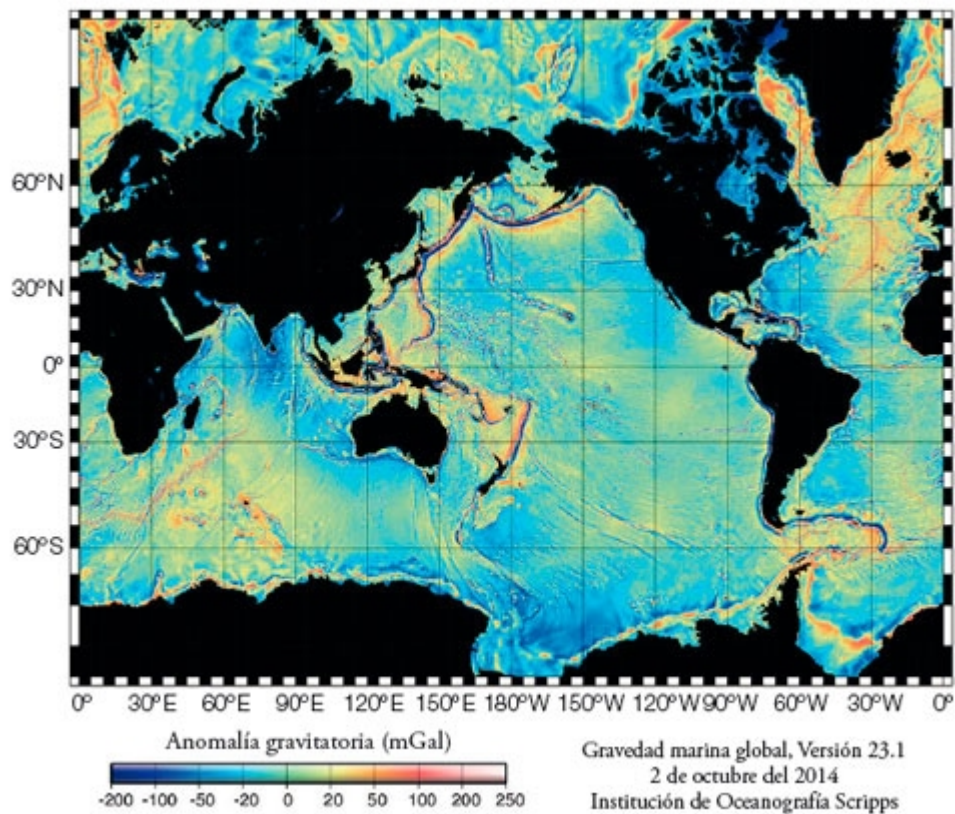 60ºN
30ºN
0º
30ºS
60ºS
0º 30ºE 60ºE 90ºE 120ºE 150ºE 180ºW 150ºW 120ºW 90ºW 60ºW 30ºW 0º
Anomalía gravitatoria (mGal)
-200 -100 -50 -20 0 20 50 100 200 250
Gravedad marina global, Versión 23.1
2 de octubre del 2014
Institución de Oceanografía Scripps